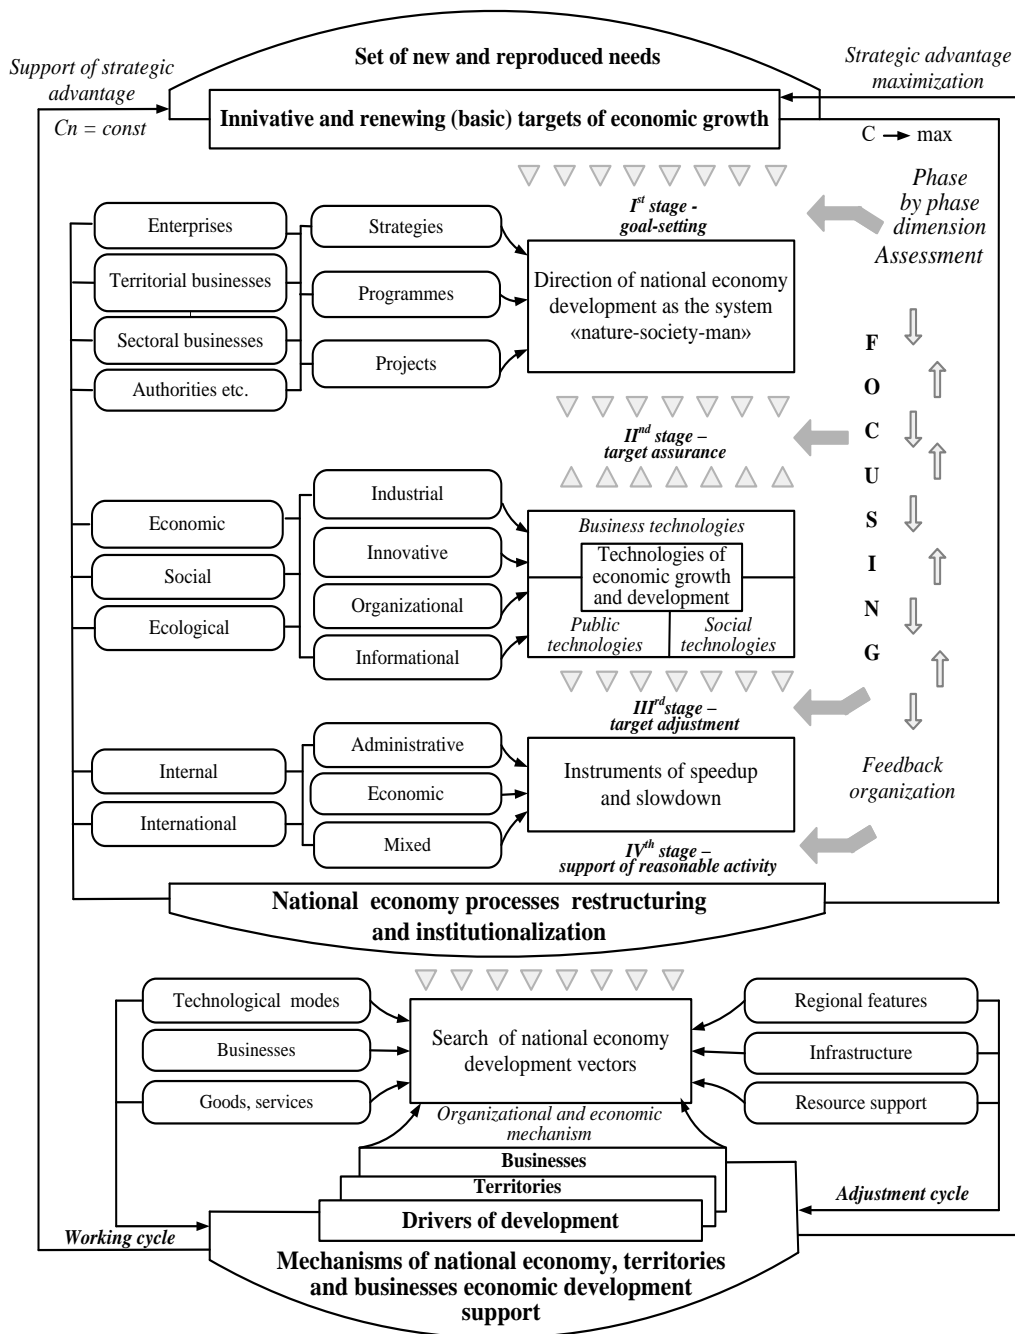 Set of new and reproduced needs
Support of strategic
advantage
Cn = const
Strategic advantage
maximization
Innivative and renewing (basic) targets of economic growth
C → max
Phase
by phase
dimension
Assessment
I st stage -
goal-setting
Enterprises
Territorial businesses
Sectoral businesses
Authorities etc.
Strategies
Programmes
Projects
Direction of national economy
development as the system
«nature-society-man»
F
O
C
U
S
I
N
G
II nd stage –
target assurance
Economic
Social
Ecological
Industrial
Innovative
Organizational
Informational
Business technologies
Technologies of
economic growth
and development
Public
technologies
Social
technologies
III rd stage –
target adjustment
Internal
International
Administrative
Economic
Mixed
Instruments of speedup
and slowdown
Feedback
organization
IV th stage –
support of reasonable activity
National economy processes restructuring
and institutionalization
Technological modes
Businesses
Goods, services
Search of national economy
development vectors
Regional features
Infrastructure
Resource support
Organizational and economic
mechanism
Businesses
Territories
Drivers of development
Working cycle
Adjustment cycle
Mechanisms of national economy, territories
and businesses economic development
support